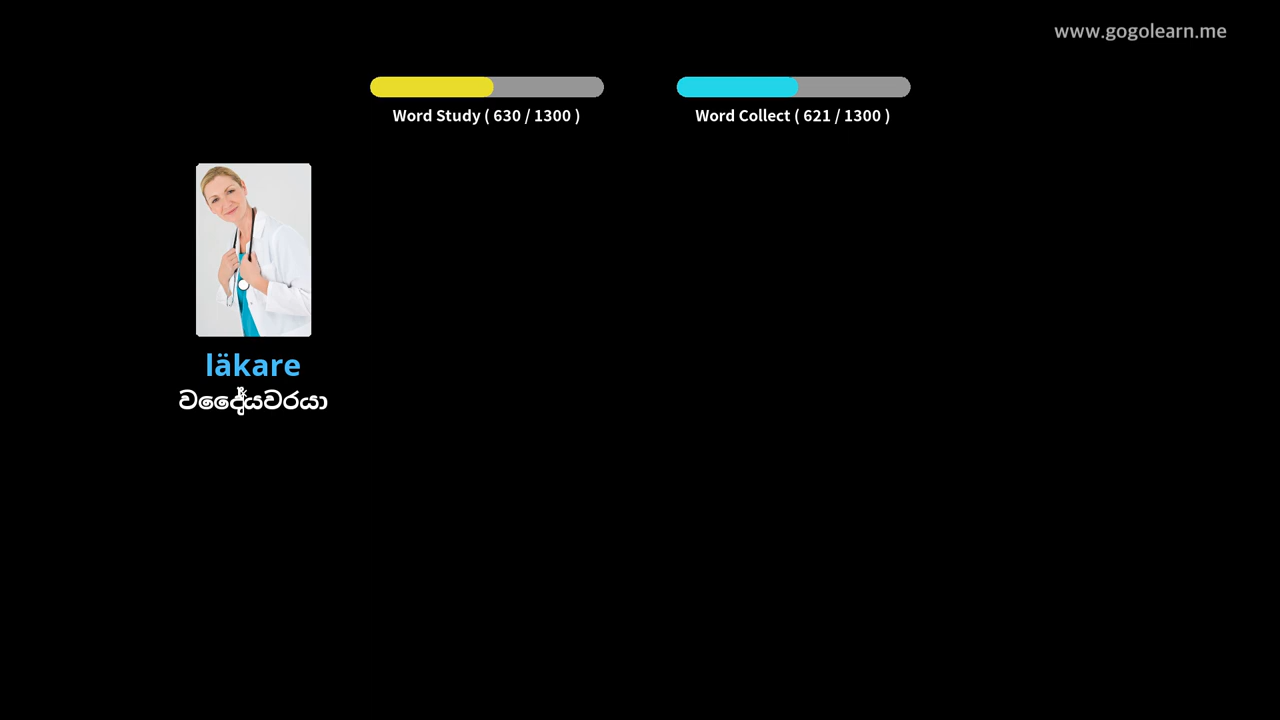 www.gogolearn.me
Word Study ( 630 / 1300 )
Word Collect ( 621 / 1300 )
läkare
වෛද්‍යවරයා